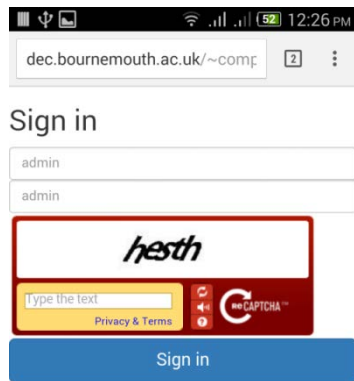 52 12:26 PM
dec.bournemouth.ac.uk/~comp 2
Sign in
admin
admin
hesth
Type the text
Privacy & Terms
reCAPTCHA™
Sign in